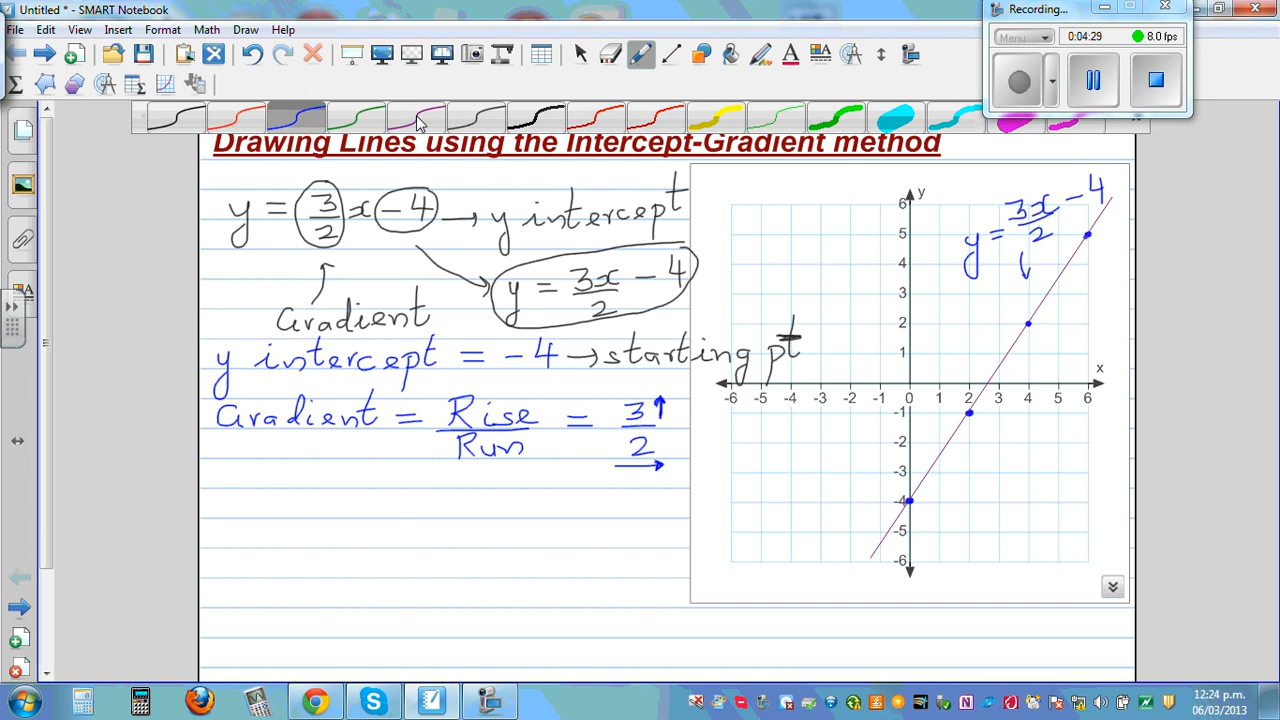 Untitled * - SMART Notebook
Recording...
File Edit View Insert Format Math Draw Help
Menu
0:04:29
8.0 fps
Drawing Lines using the Intercept-Gradient method
y = 3/2 x - 4 → y intercept
y = 3x/2 - 4
Gradient
y intercept = -4 → starting pt
Gradient = Rise/Run = 3/2
y
y = 3x/2 - 4
6
5
4
3
2
1
x
-6 -5 -4 -3 -2 -1 0 2 3 4 5 6
-1
-2
-3
-4
-5
-6
12:24 p.m.
06/03/2013